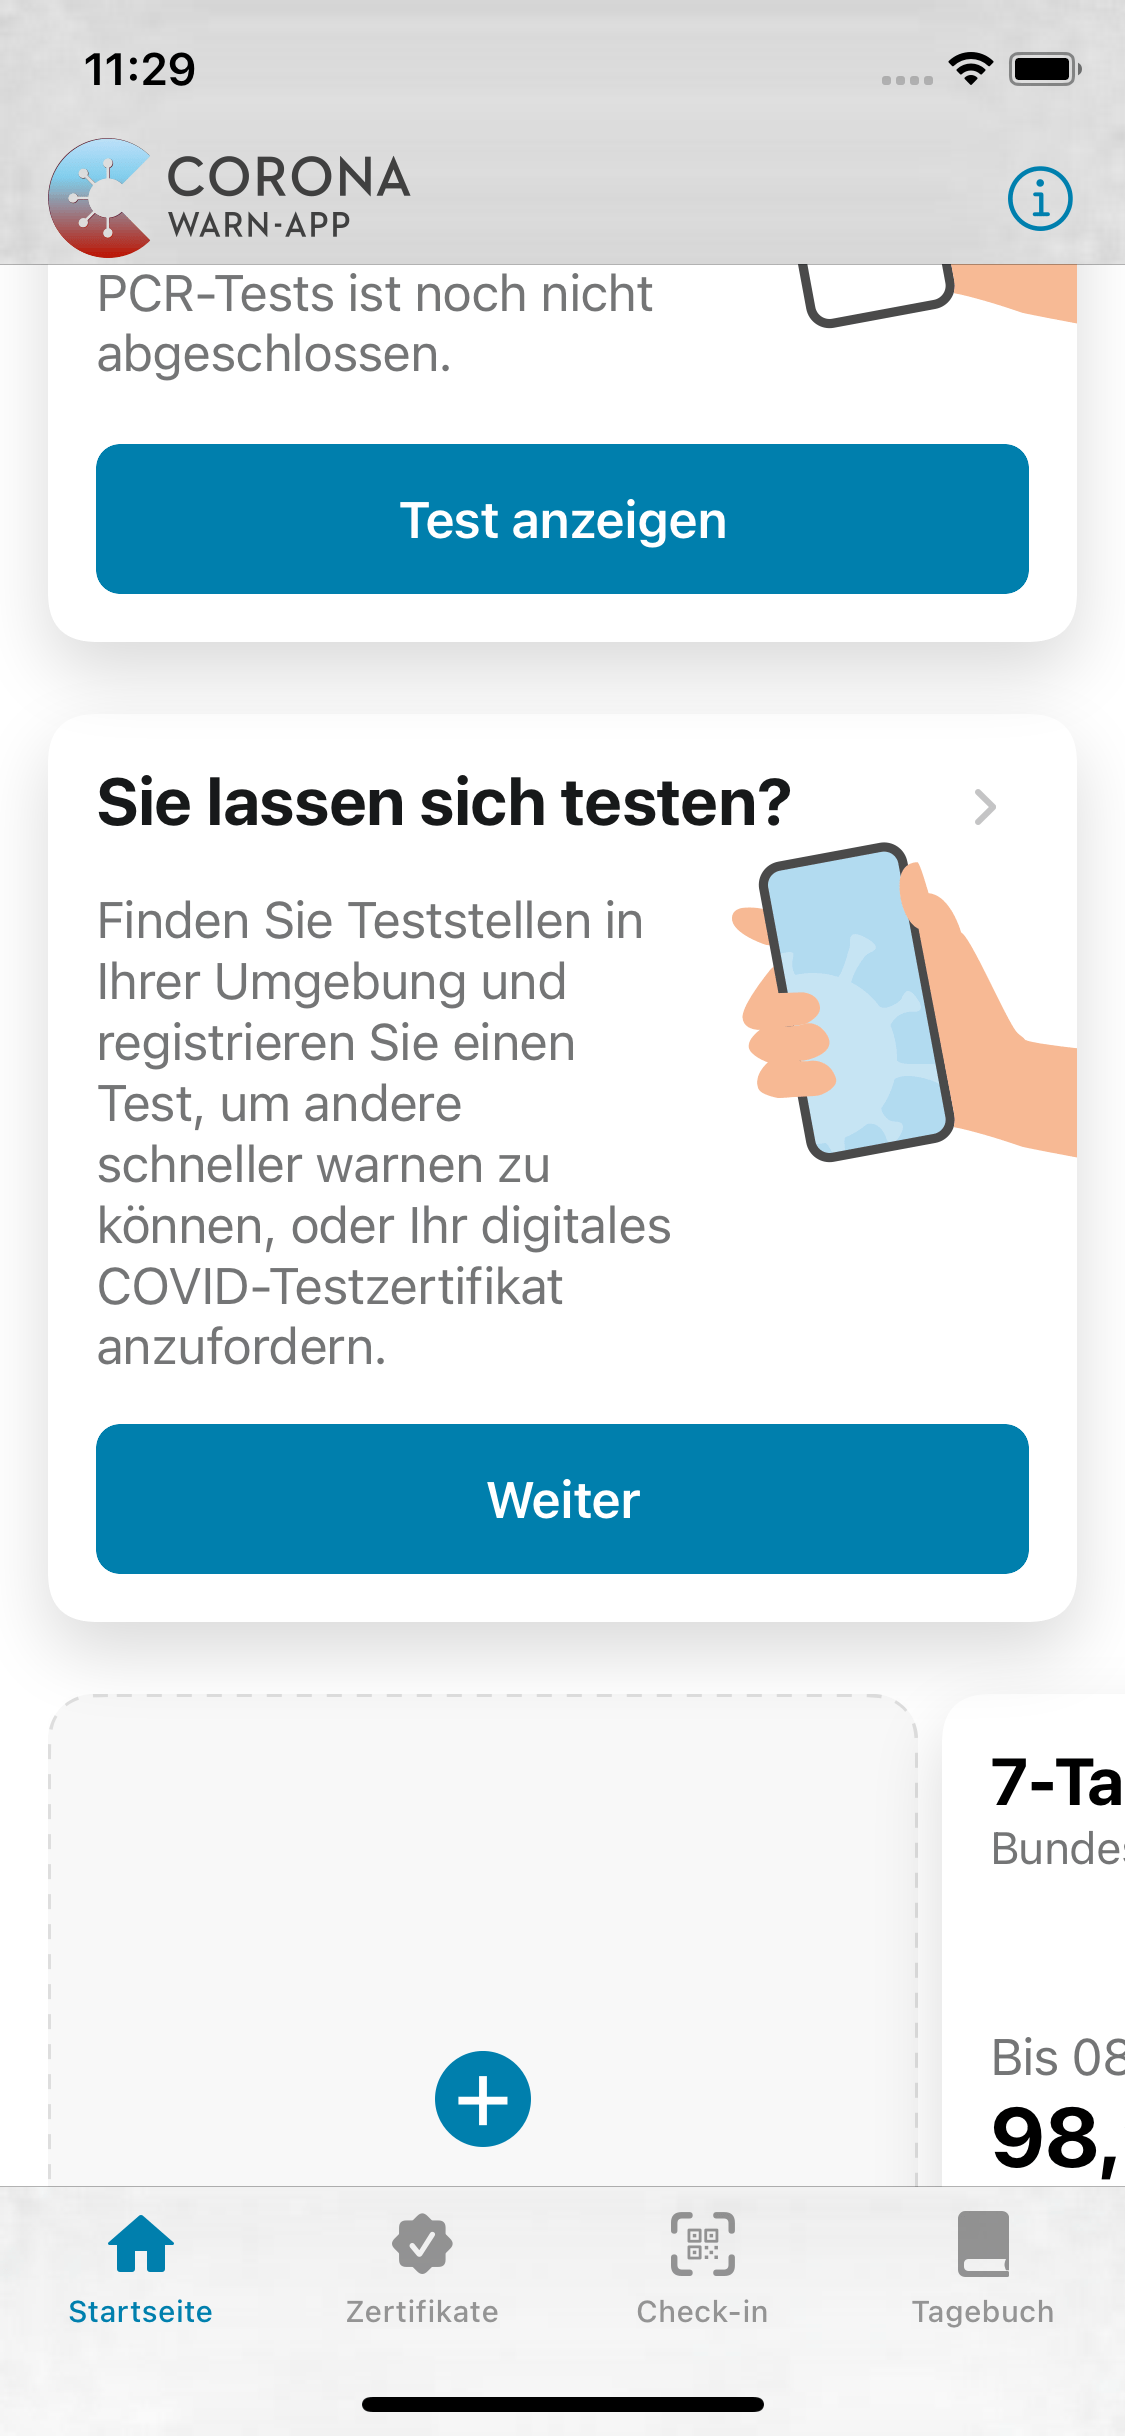 11:29
CORONA
WARN-APP
PCR-Tests ist noch nicht
abgeschlossen.
Test anzeigen
Sie lassen sich testen?
Finden Sie Teststellen in
Ihrer Umgebung und
registrieren Sie einen
Test, um andere
schneller warnen zu
können, oder Ihr digitales
COVID-Testzertifikat
anzufordern.
Weiter
7-Ta
Bundes
Bis 08
98,
Startseite
Zertifikate
Check-in
Tagebuch